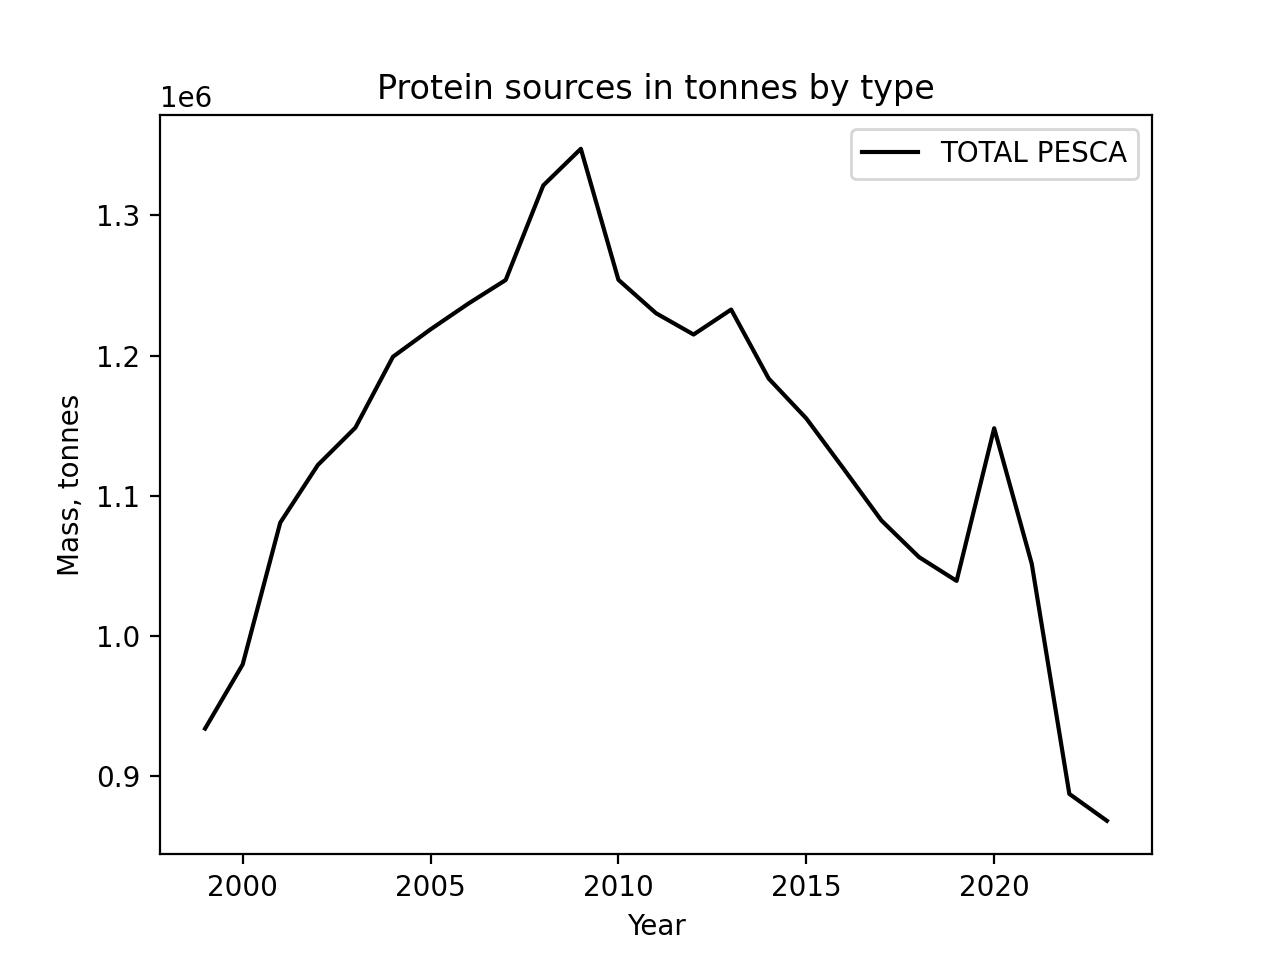 Protein sources in tonnes by type
1e6
TOTAL PESCA
1.3
1.2
1.1
1.0
0.9
Mass, tonnes
2000 2005 2010 2015 2020
Year